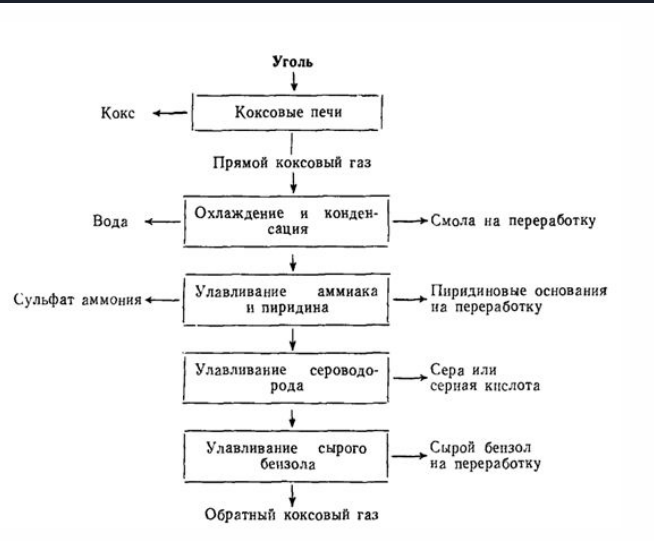 Уголь
Кокс
Коксовые печи
Прямой коксовый газ
Вода
Охлаждение и конден-
сация
Смола на переработку
Сульфат аммония
Улавливание аммиака
и пиридина
Пиридиновые основания
на переработку
Улавливание сероводо-
рода
Сера или
серная кислота
Улавливание сырого
бензола
Сырой бензол
на переработку
Обратный коксовый газ